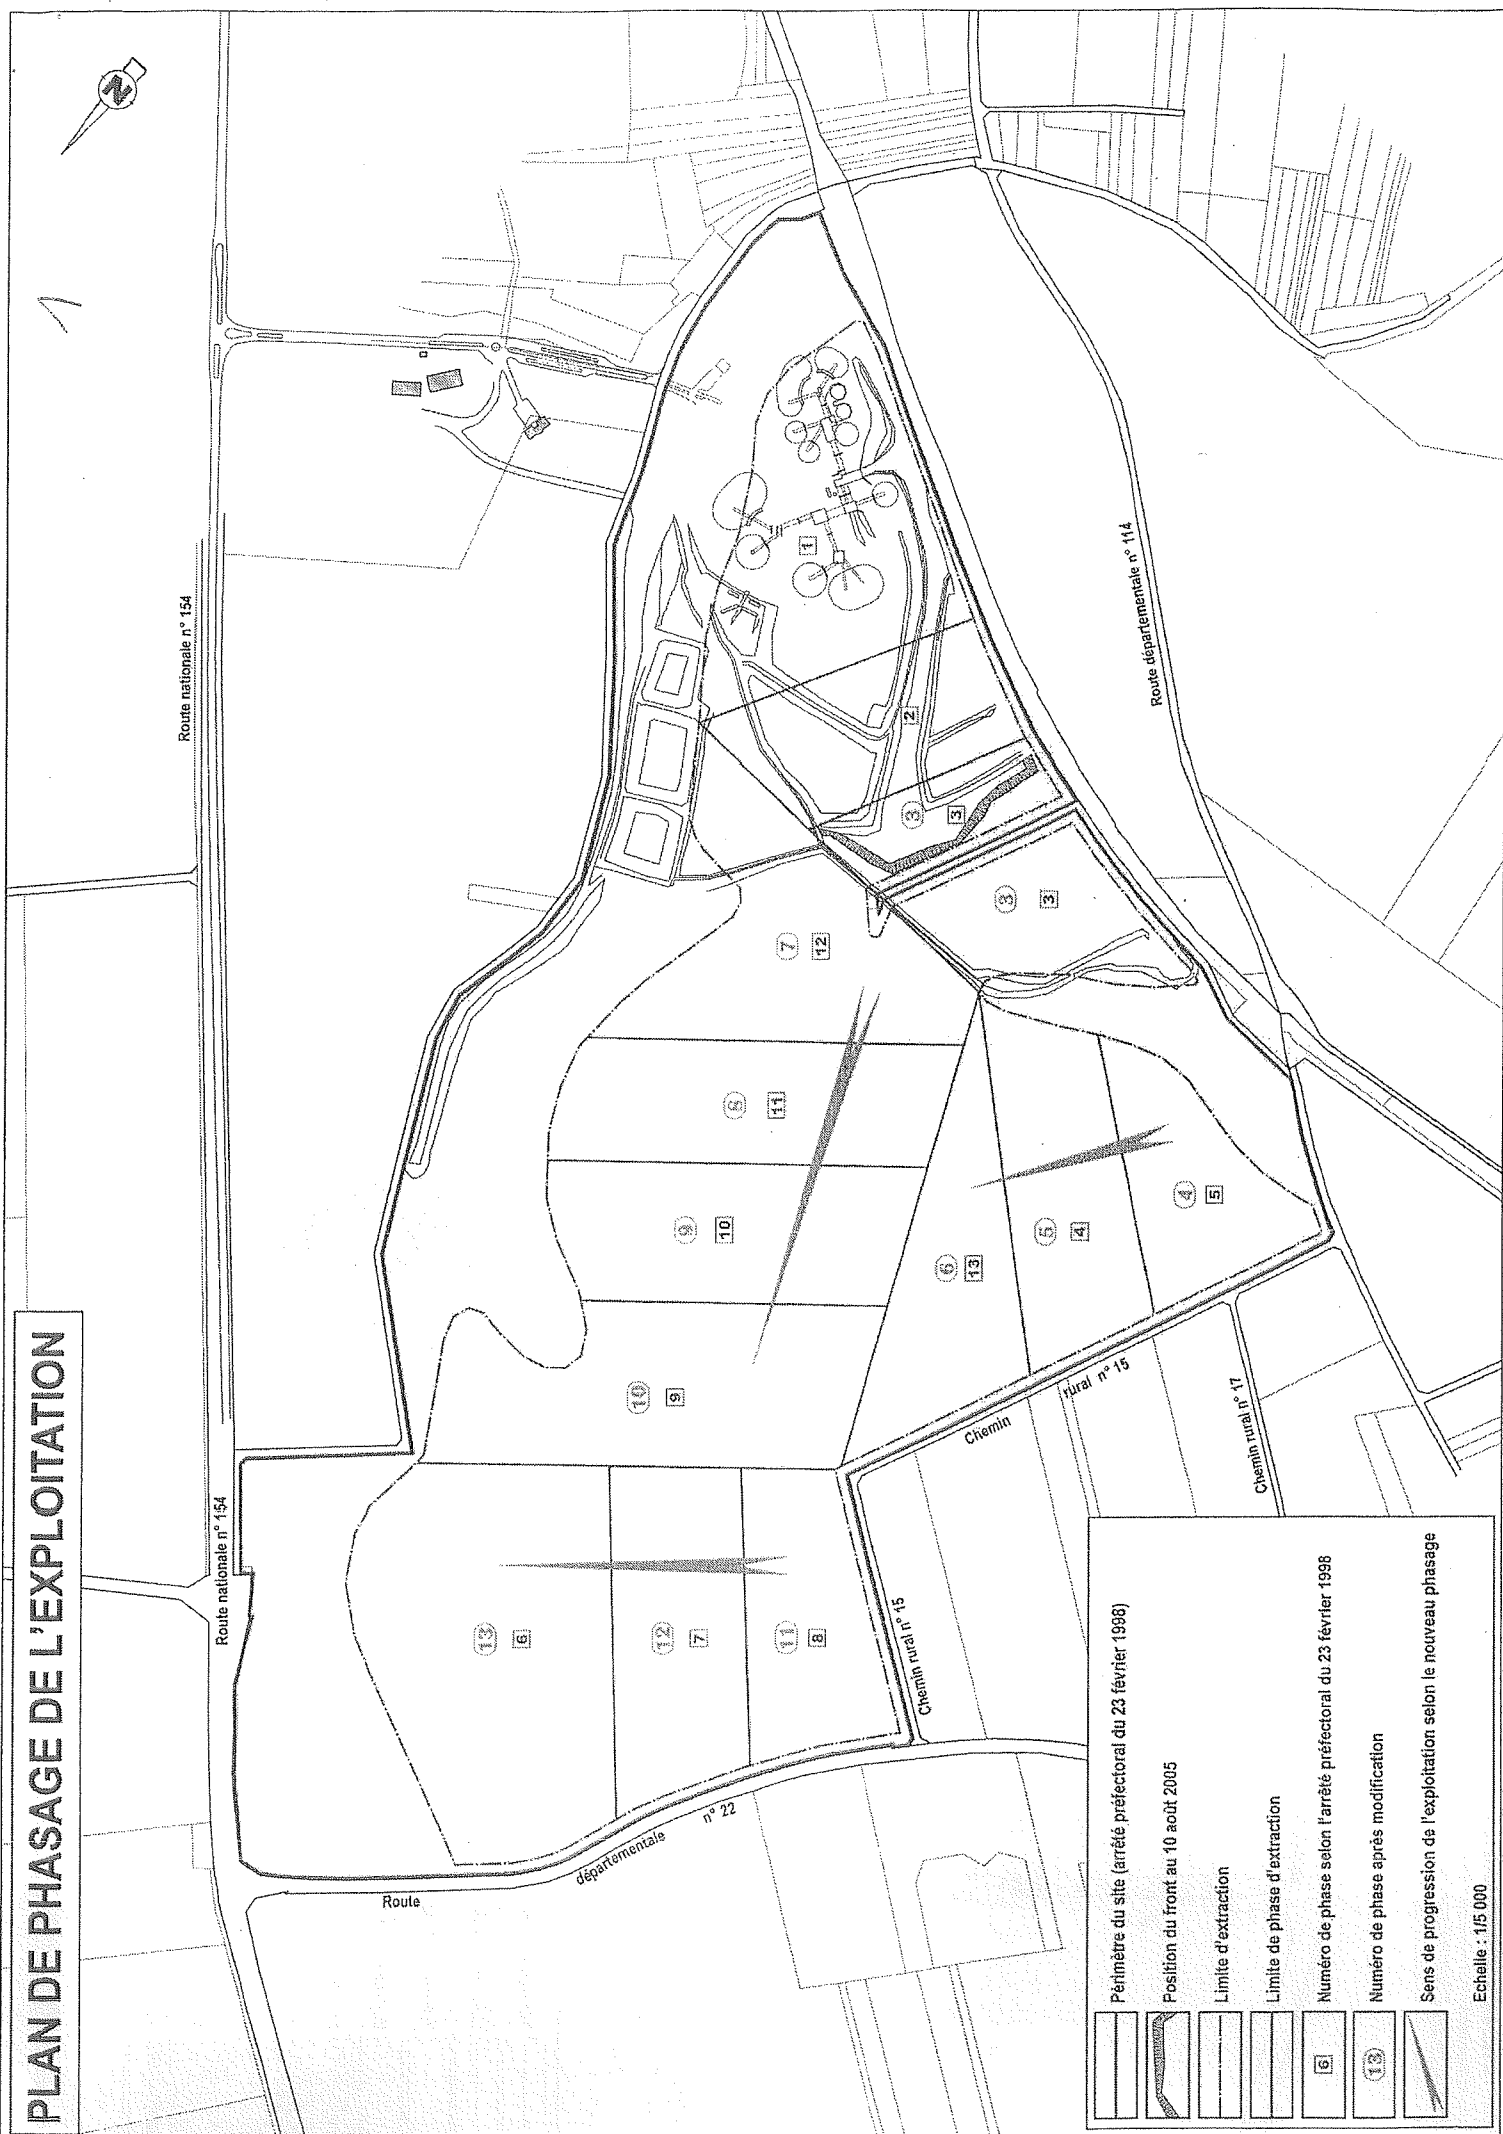 PLAN DE PHASAGE DE L'EXPLOITATION
N
1
Route nationale n° 154
Route nationale n° 154
Route départementale n° 114
Route
départementale
n° 22
Chemin rural n° 15
Chemin
rural n° 15
Chemin rural n° 17
1
2
3
3
3
3
7
12
8
11
9
10
10
9
6
13
5
4
4
5
13
6
12
7
11
8
Périmètre du site (arrêté préfectoral du 23 février 1998)
Position du front au 10 août 2005
Limite d'extraction
Limite de phase d'extraction
6
Numéro de phase selon l'arrêté préfectoral du 23 février 1998
13
Numéro de phase après modification
Sens de progression de l'exploitation selon le nouveau phasage
Echelle : 1/5 000